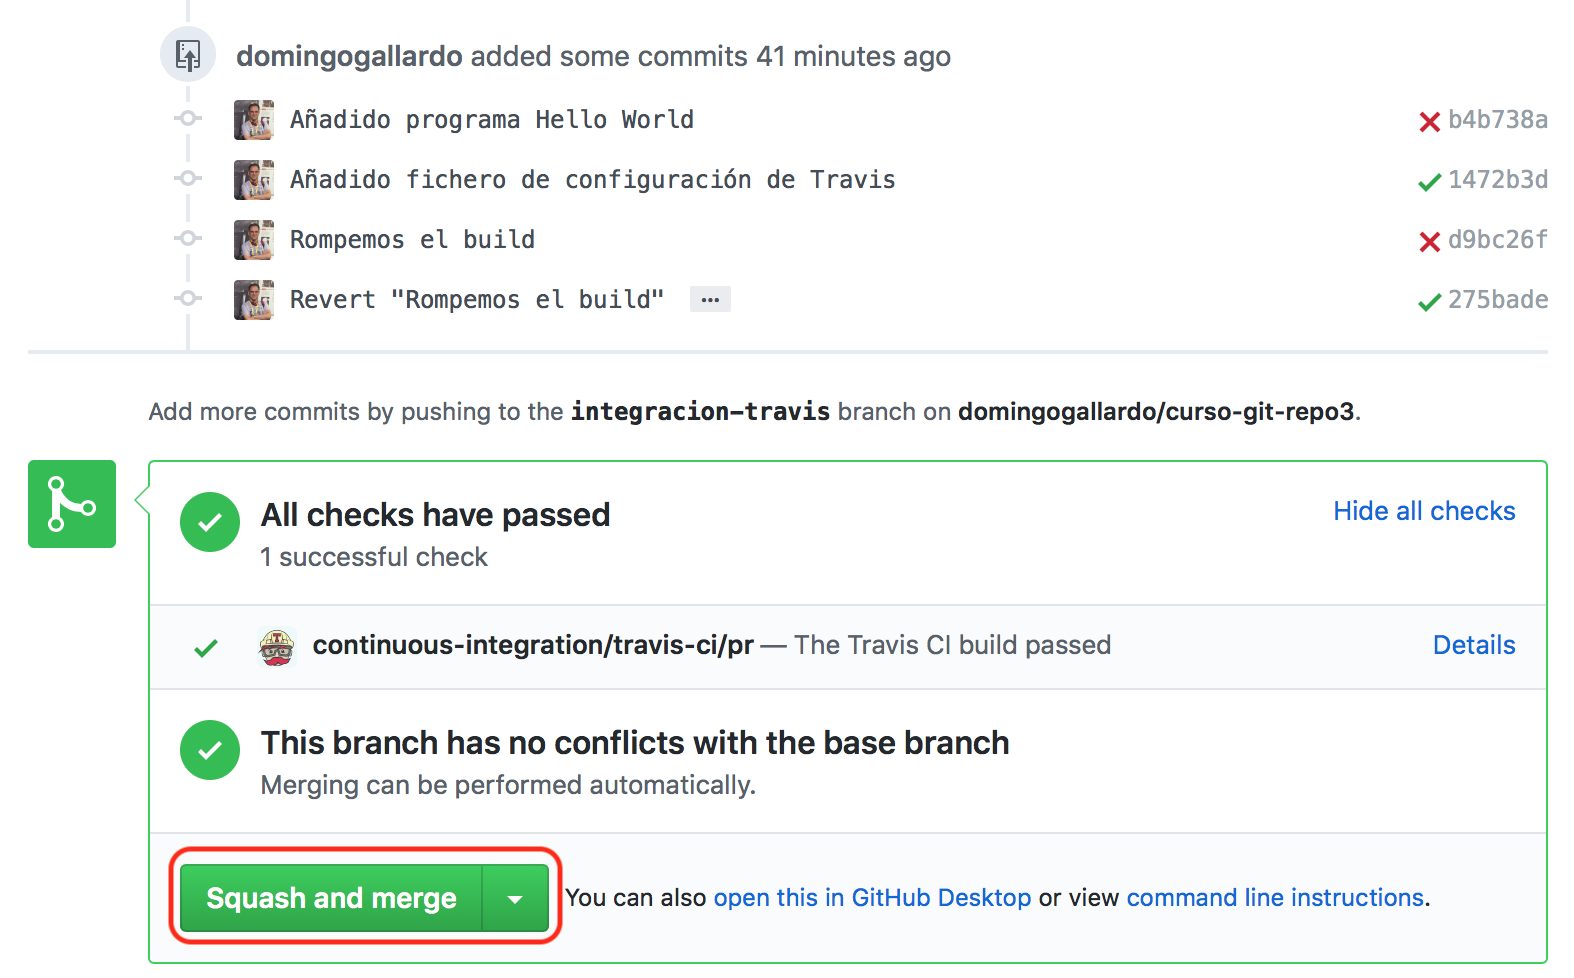 domingogallardo added some commits 41 minutes ago
Añadido programa Hello World b4b738a
Añadido fichero de configuración de Travis 1472b3d
Rompemos el build d9bc26f
Revert "Rompemos el build" ... 275bade
Add more commits by pushing to the integracion-travis branch on domingogallardo/curso-git-repo3.
All checks have passed Hide all checks
1 successful check
continuous-integration/travis-ci/pr — The Travis CI build passed Details
This branch has no conflicts with the base branch
Merging can be performed automatically.
Squash and merge You can also open this in GitHub Desktop or view command line instructions.